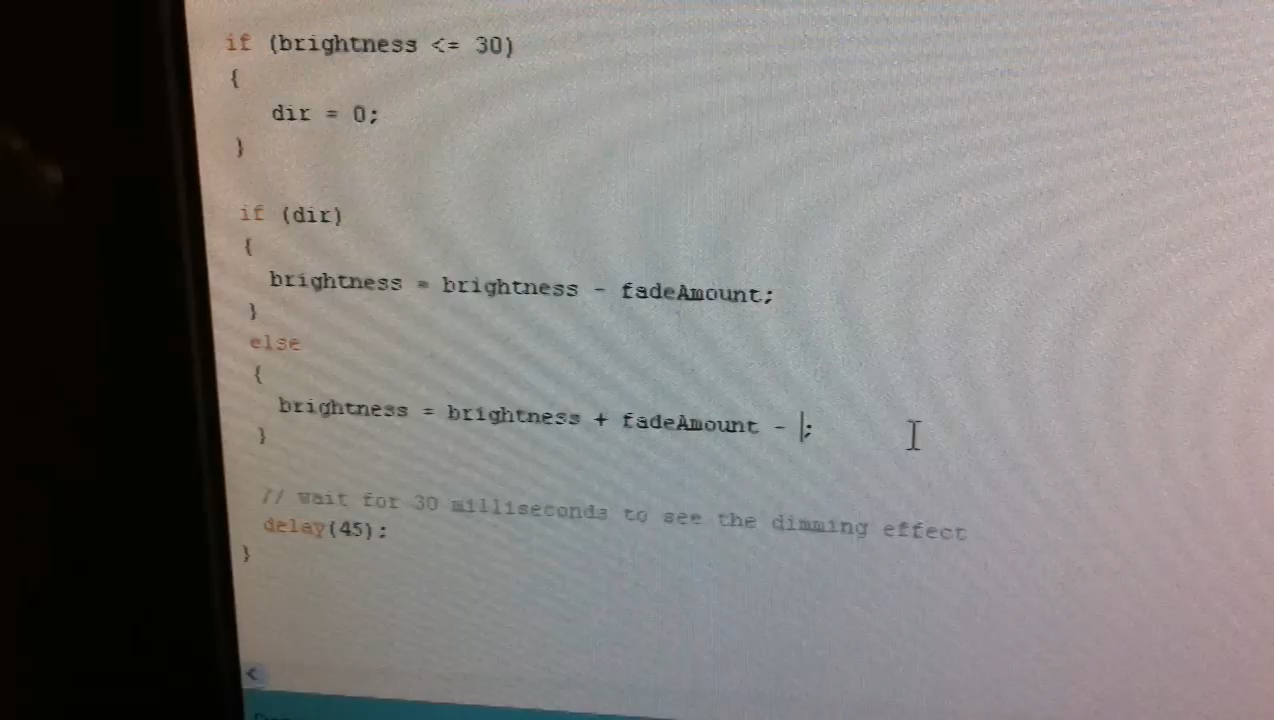 if (brightness <= 30)
{
dir = 0;
}
if (dir)
{
brightness = brightness - fadeAmount;
}
else
{
brightness = brightness + fadeAmount - ;
}
// wait for 30 milliseconds to see the dimming effect
delay(45);
}
<